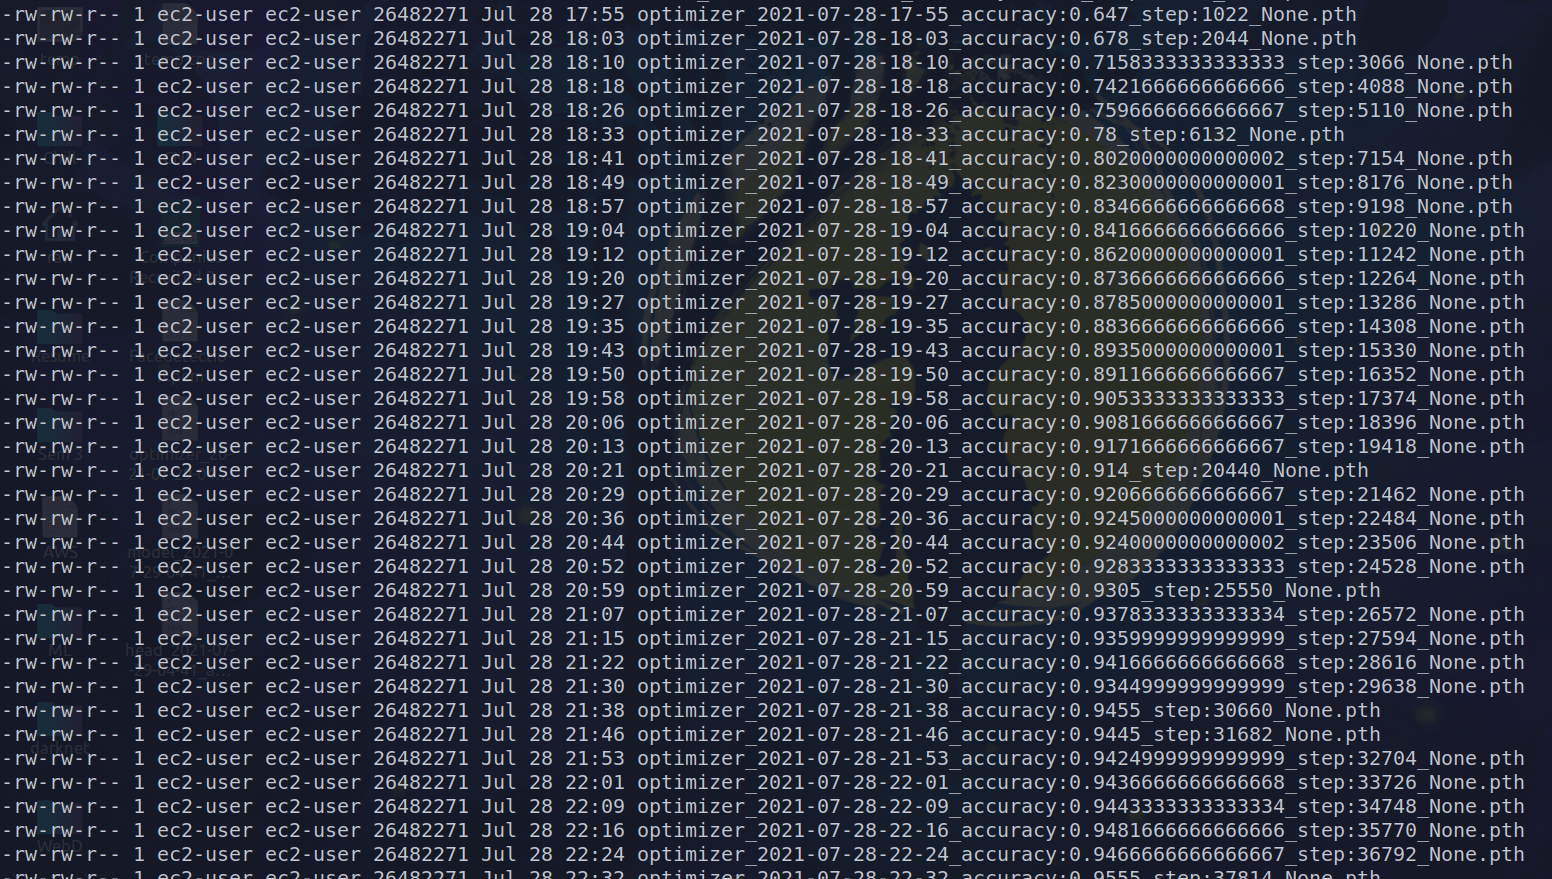 -rw-rw-r-- 1 ec2-user ec2-user 26482271 Jul 28 17:55 optimizer_2021-07-28-17-55_accuracy:0.647_step:1022_None.pth
-rw-rw-r-- 1 ec2-user ec2-user 26482271 Jul 28 18:03 optimizer_2021-07-28-18-03_accuracy:0.678_step:2044_None.pth
-rw-rw-r-- 1 ec2-user ec2-user 26482271 Jul 28 18:10 optimizer_2021-07-28-18-10_accuracy:0.7158333333333333_step:3066_None.pth
-rw-rw-r-- 1 ec2-user ec2-user 26482271 Jul 28 18:18 optimizer_2021-07-28-18-18_accuracy:0.7421666666666666_step:4088_None.pth
-rw-rw-r-- 1 ec2-user ec2-user 26482271 Jul 28 18:26 optimizer_2021-07-28-18-26_accuracy:0.7596666666666667_step:5110_None.pth
-rw-rw-r-- 1 ec2-user ec2-user 26482271 Jul 28 18:33 optimizer_2021-07-28-18-33_accuracy:0.78_step:6132_None.pth
-rw-rw-r-- 1 ec2-user ec2-user 26482271 Jul 28 18:41 optimizer_2021-07-28-18-41_accuracy:0.8020000000000002_step:7154_None.pth
-rw-rw-r-- 1 ec2-user ec2-user 26482271 Jul 28 18:49 optimizer_2021-07-28-18-49_accuracy:0.8230000000000001_step:8176_None.pth
-rw-rw-r-- 1 ec2-user ec2-user 26482271 Jul 28 18:57 optimizer_2021-07-28-18-57_accuracy:0.8346666666666668_step:9198_None.pth
-rw-rw-r-- 1 ec2-user ec2-user 26482271 Jul 28 19:04 optimizer_2021-07-28-19-04_accuracy:0.8416666666666666_step:10220_None.pth
-rw-rw-r-- 1 ec2-user ec2-user 26482271 Jul 28 19:12 optimizer_2021-07-28-19-12_accuracy:0.8620000000000001_step:11242_None.pth
-rw-rw-r-- 1 ec2-user ec2-user 26482271 Jul 28 19:20 optimizer_2021-07-28-19-20_accuracy:0.8736666666666666_step:12264_None.pth
-rw-rw-r-- 1 ec2-user ec2-user 26482271 Jul 28 19:27 optimizer_2021-07-28-19-27_accuracy:0.8785000000000001_step:13286_None.pth
-rw-rw-r-- 1 ec2-user ec2-user 26482271 Jul 28 19:35 optimizer_2021-07-28-19-35_accuracy:0.8836666666666666_step:14308_None.pth
-rw-rw-r-- 1 ec2-user ec2-user 26482271 Jul 28 19:43 optimizer_2021-07-28-19-43_accuracy:0.8935000000000001_step:15330_None.pth
-rw-rw-r-- 1 ec2-user ec2-user 26482271 Jul 28 19:50 optimizer_2021-07-28-19-50_accuracy:0.8911666666666667_step:16352_None.pth
-rw-rw-r-- 1 ec2-user ec2-user 26482271 Jul 28 19:58 optimizer_2021-07-28-19-58_accuracy:0.9053333333333333_step:17374_None.pth
-rw-rw-r-- 1 ec2-user ec2-user 26482271 Jul 28 20:06 optimizer_2021-07-28-20-06_accuracy:0.9081666666666667_step:18396_None.pth
-rw-rw-r-- 1 ec2-user ec2-user 26482271 Jul 28 20:13 optimizer_2021-07-28-20-13_accuracy:0.9171666666666667_step:19418_None.pth
-rw-rw-r-- 1 ec2-user ec2-user 26482271 Jul 28 20:21 optimizer_2021-07-28-20-21_accuracy:0.914_step:20440_None.pth
-rw-rw-r-- 1 ec2-user ec2-user 26482271 Jul 28 20:29 optimizer_2021-07-28-20-29_accuracy:0.9206666666666667_step:21462_None.pth
-rw-rw-r-- 1 ec2-user ec2-user 26482271 Jul 28 20:36 optimizer_2021-07-28-20-36_accuracy:0.9245000000000001_step:22484_None.pth
-rw-rw-r-- 1 ec2-user ec2-user 26482271 Jul 28 20:44 optimizer_2021-07-28-20-44_accuracy:0.9240000000000002_step:23506_None.pth
-rw-rw-r-- 1 ec2-user ec2-user 26482271 Jul 28 20:52 optimizer_2021-07-28-20-52_accuracy:0.9283333333333333_step:24528_None.pth
-rw-rw-r-- 1 ec2-user ec2-user 26482271 Jul 28 20:59 optimizer_2021-07-28-20-59_accuracy:0.9305_step:25550_None.pth
-rw-rw-r-- 1 ec2-user ec2-user 26482271 Jul 28 21:07 optimizer_2021-07-28-21-07_accuracy:0.9378333333333334_step:26572_None.pth
-rw-rw-r-- 1 ec2-user ec2-user 26482271 Jul 28 21:15 optimizer_2021-07-28-21-15_accuracy:0.9359999999999999_step:27594_None.pth
-rw-rw-r-- 1 ec2-user ec2-user 26482271 Jul 28 21:22 optimizer_2021-07-28-21-22_accuracy:0.9416666666666668_step:28616_None.pth
-rw-rw-r-- 1 ec2-user ec2-user 26482271 Jul 28 21:30 optimizer_2021-07-28-21-30_accuracy:0.9344999999999999_step:29638_None.pth
-rw-rw-r-- 1 ec2-user ec2-user 26482271 Jul 28 21:38 optimizer_2021-07-28-21-38_accuracy:0.9455_step:30660_None.pth
-rw-rw-r-- 1 ec2-user ec2-user 26482271 Jul 28 21:46 optimizer_2021-07-28-21-46_accuracy:0.9445_step:31682_None.pth
-rw-rw-r-- 1 ec2-user ec2-user 26482271 Jul 28 21:53 optimizer_2021-07-28-21-53_accuracy:0.9424999999999999_step:32704_None.pth
-rw-rw-r-- 1 ec2-user ec2-user 26482271 Jul 28 22:01 optimizer_2021-07-28-22-01_accuracy:0.9436666666666668_step:33726_None.pth
-rw-rw-r-- 1 ec2-user ec2-user 26482271 Jul 28 22:09 optimizer_2021-07-28-22-09_accuracy:0.9443333333333334_step:34748_None.pth
-rw-rw-r-- 1 ec2-user ec2-user 26482271 Jul 28 22:16 optimizer_2021-07-28-22-16_accuracy:0.9481666666666666_step:35770_None.pth
-rw-rw-r-- 1 ec2-user ec2-user 26482271 Jul 28 22:24 optimizer_2021-07-28-22-24_accuracy:0.9466666666666667_step:36792_None.pth
-rw-rw-r-- 1 ec2-user ec2-user 26482271 Jul 28 22:32 optimizer_2021-07-28-22-32_accuracy:0.9555_step:37814_None.pth
AWS
ML
darknet
WebD